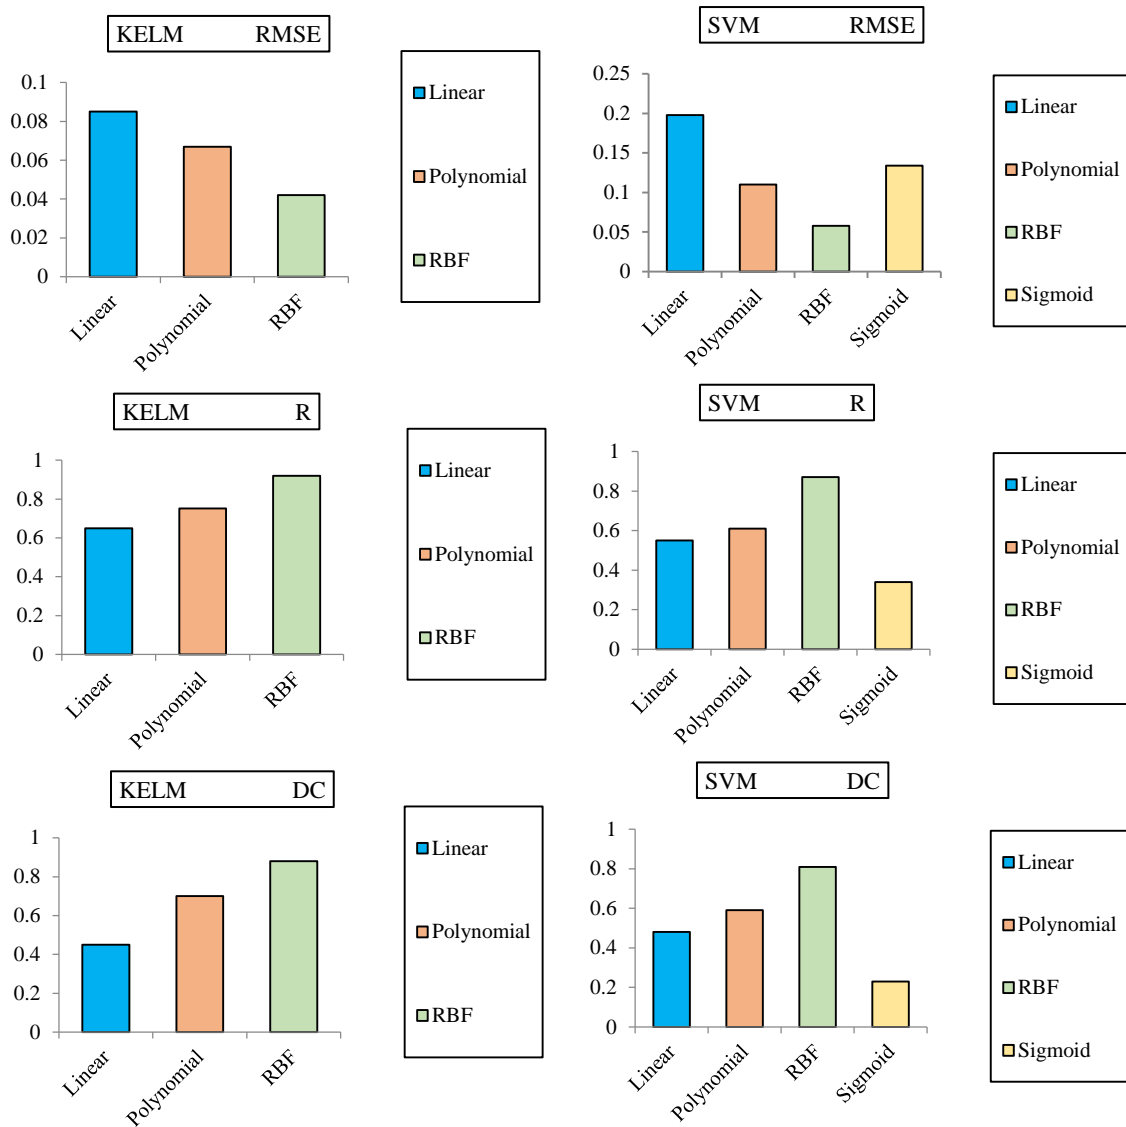 KELM RMSE
0.1
0.08
0.06
0.04
0.02
0
Linear
Polynomial
RBF
Linear
Polynomial
RBF
SVM RMSE
0.25
0.2
0.15
0.1
0.05
0
Linear
Polynomial
RBF
Sigmoid
Linear
Polynomial
RBF
Sigmoid
KELM R
1
0.8
0.6
0.4
0.2
0
Linear
Polynomial
RBF
Linear
Polynomial
RBF
SVM R
1
0.8
0.6
0.4
0.2
0
Linear
Polynomial
RBF
Sigmoid
Linear
Polynomial
RBF
Sigmoid
KELM DC
1
0.8
0.6
0.4
0.2
0
Linear
Polynomial
RBF
Linear
Polynomial
RBF
SVM DC
1
0.8
0.6
0.4
0.2
0
Linear
Polynomial
RBF
Sigmoid
Linear
Polynomial
RBF
Sigmoid